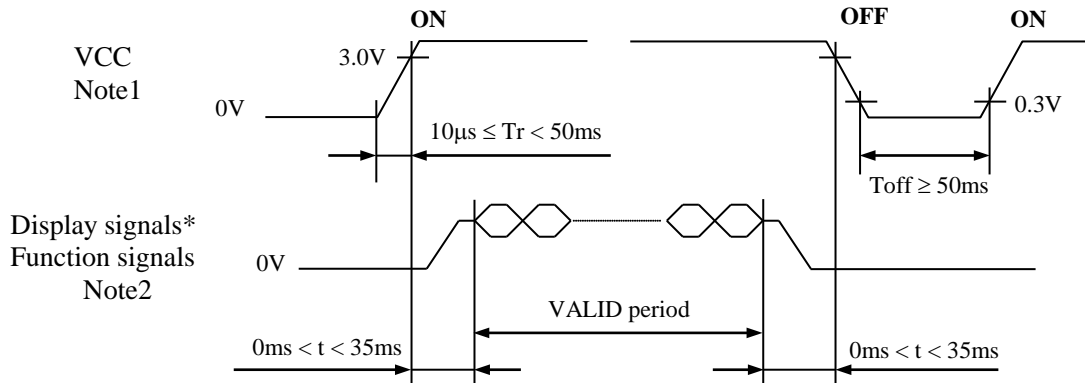 ON
OFF
ON
VCC
Note1
3.0V
0V
0.3V
10μs ≤ Tr < 50ms
Toff ≥ 50ms
Display signals*
Function signals
Note2
0V
VALID period
0ms < t < 35ms
0ms < t < 35ms